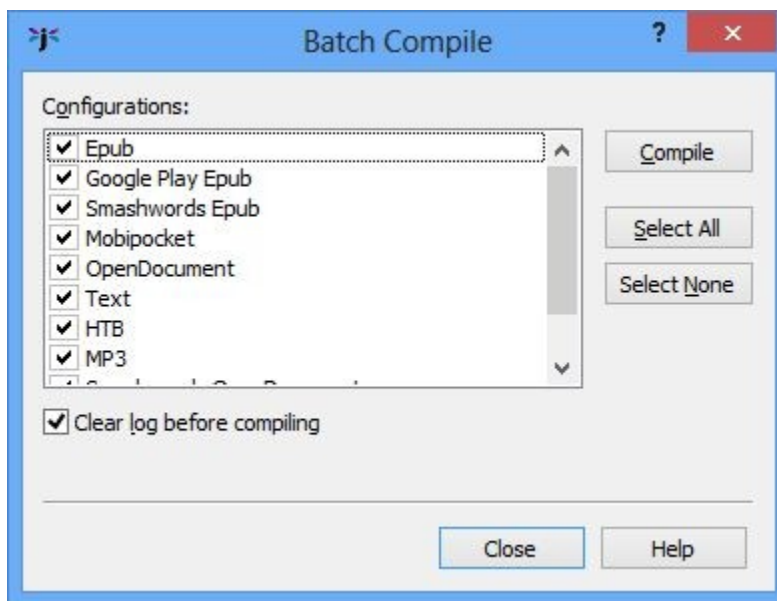 Batch Compile
?
Configurations:
Epub
Google Play Epub
Smashwords Epub
Mobipocket
OpenDocument
Text
HTB
MP3
Compile
Select All
Select None
Clear log before compiling
Close
Help